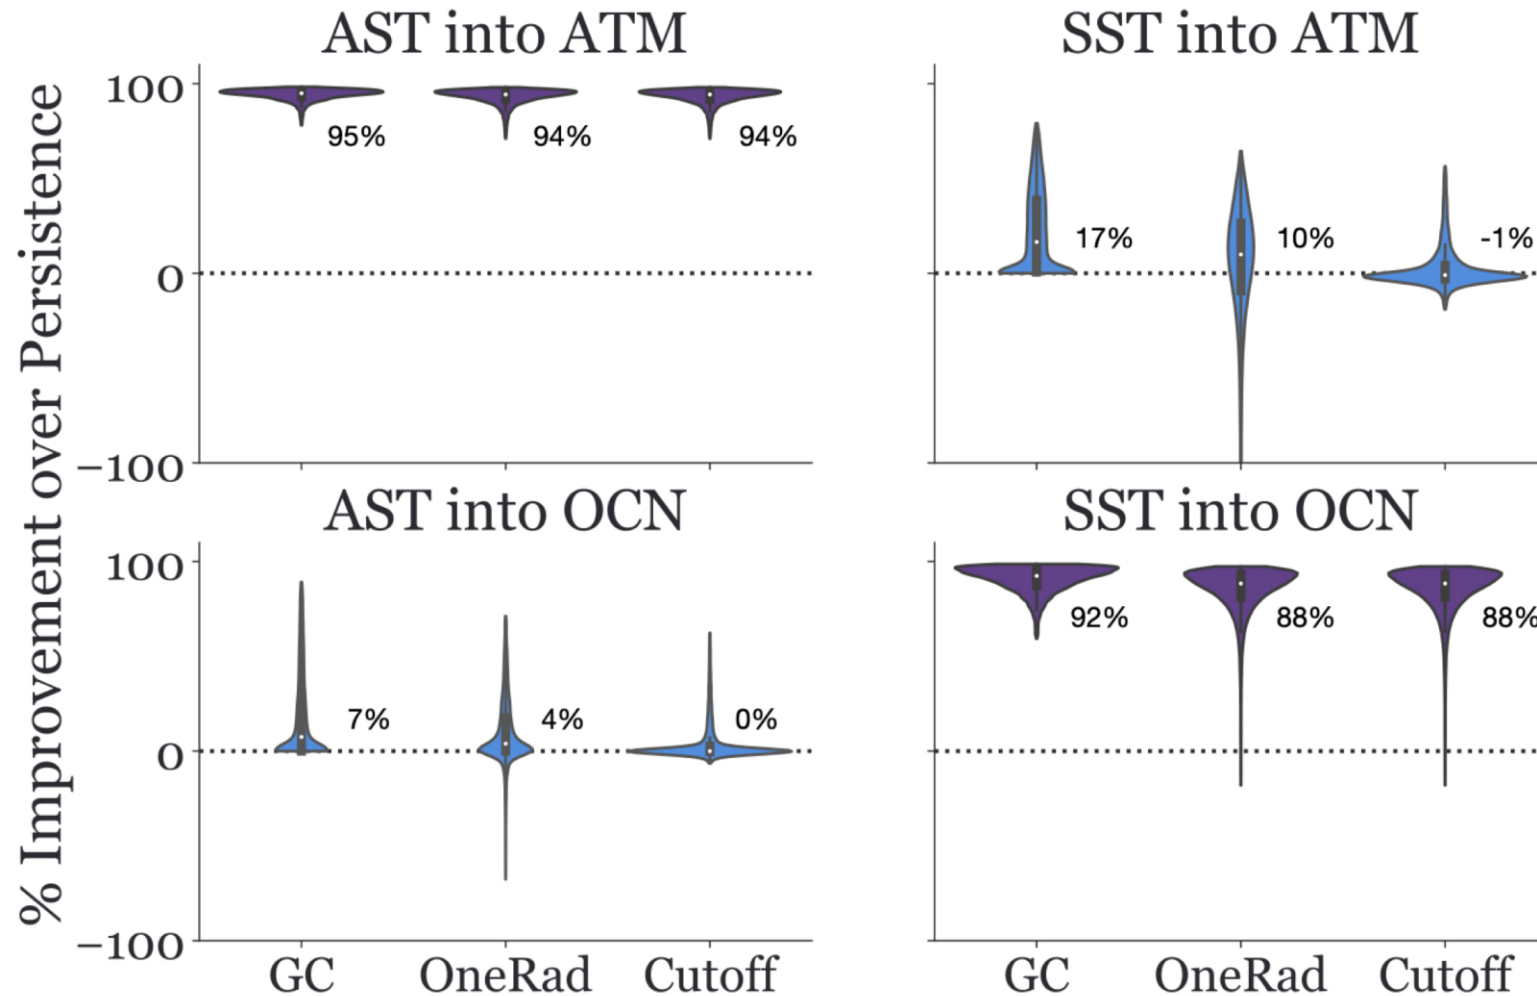 AST into ATM
SST into ATM
% Improvement over Persistence
100
0
−100
95%
94%
94%
17%
10%
-1%
AST into OCN
SST into OCN
100
0
−100
7%
4%
0%
92%
88%
88%
GC
OneRad
Cutoff
GC
OneRad
Cutoff